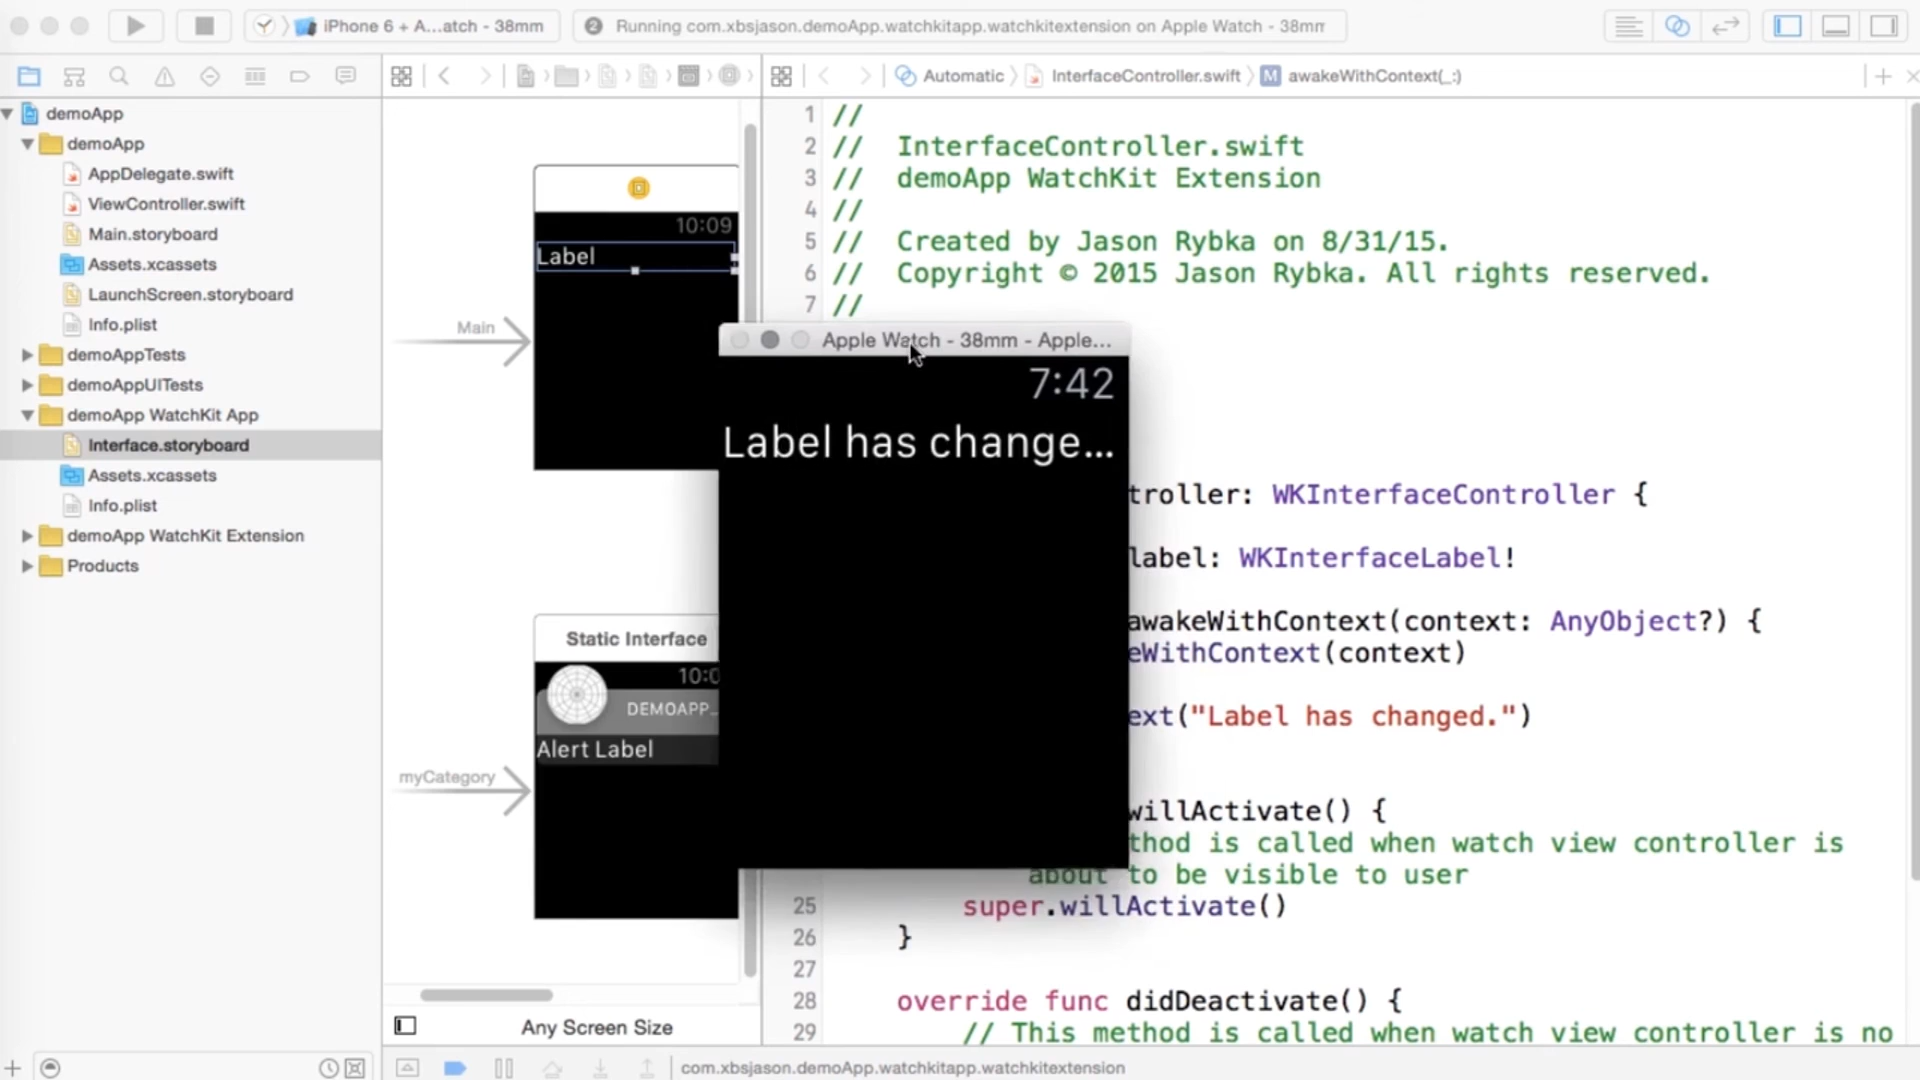 iPhone 6 + A...atch - 38mm
2 Running com.xbsjason.demoApp.watchkitapp.watchkitextension on Apple Watch - 38mm
Automatic
InterfaceController.swift
M awakeWithContext(_:)
demoApp
demoApp
AppDelegate.swift
ViewController.swift
Main.storyboard
Assets.xcassets
LaunchScreen.storyboard
Info.plist
demoAppTests
demoAppUITests
demoApp WatchKit App
Interface.storyboard
Assets.xcassets
Info.plist
demoApp WatchKit Extension
Products
10:09
Label
Main
Static Interface
10:0
DEMOAPP...
Alert Label
myCategory
Any Screen Size
Apple Watch - 38mm - Apple...
7:42
Label has change...
1 //
2 // InterfaceController.swift
3 // demoApp WatchKit Extension
4 //
5 // Created by Jason Rybka on 8/31/15.
6 // Copyright © 2015 Jason Rybka. All rights reserved.
7 //
troller: WKInterfaceController {
label: WKInterfaceLabel!
awakeWithContext(context: AnyObject?) {
eWithContext(context)
ext("Label has changed.")
willActivate() {
thod is called when watch view controller is
about to be visible to user
25 super.willActivate()
26 }
27
28 override func didDeactivate() {
29 // This method is called when watch view controller is no
com.xbsjason.demoApp.watchkitapp.watchkitextension